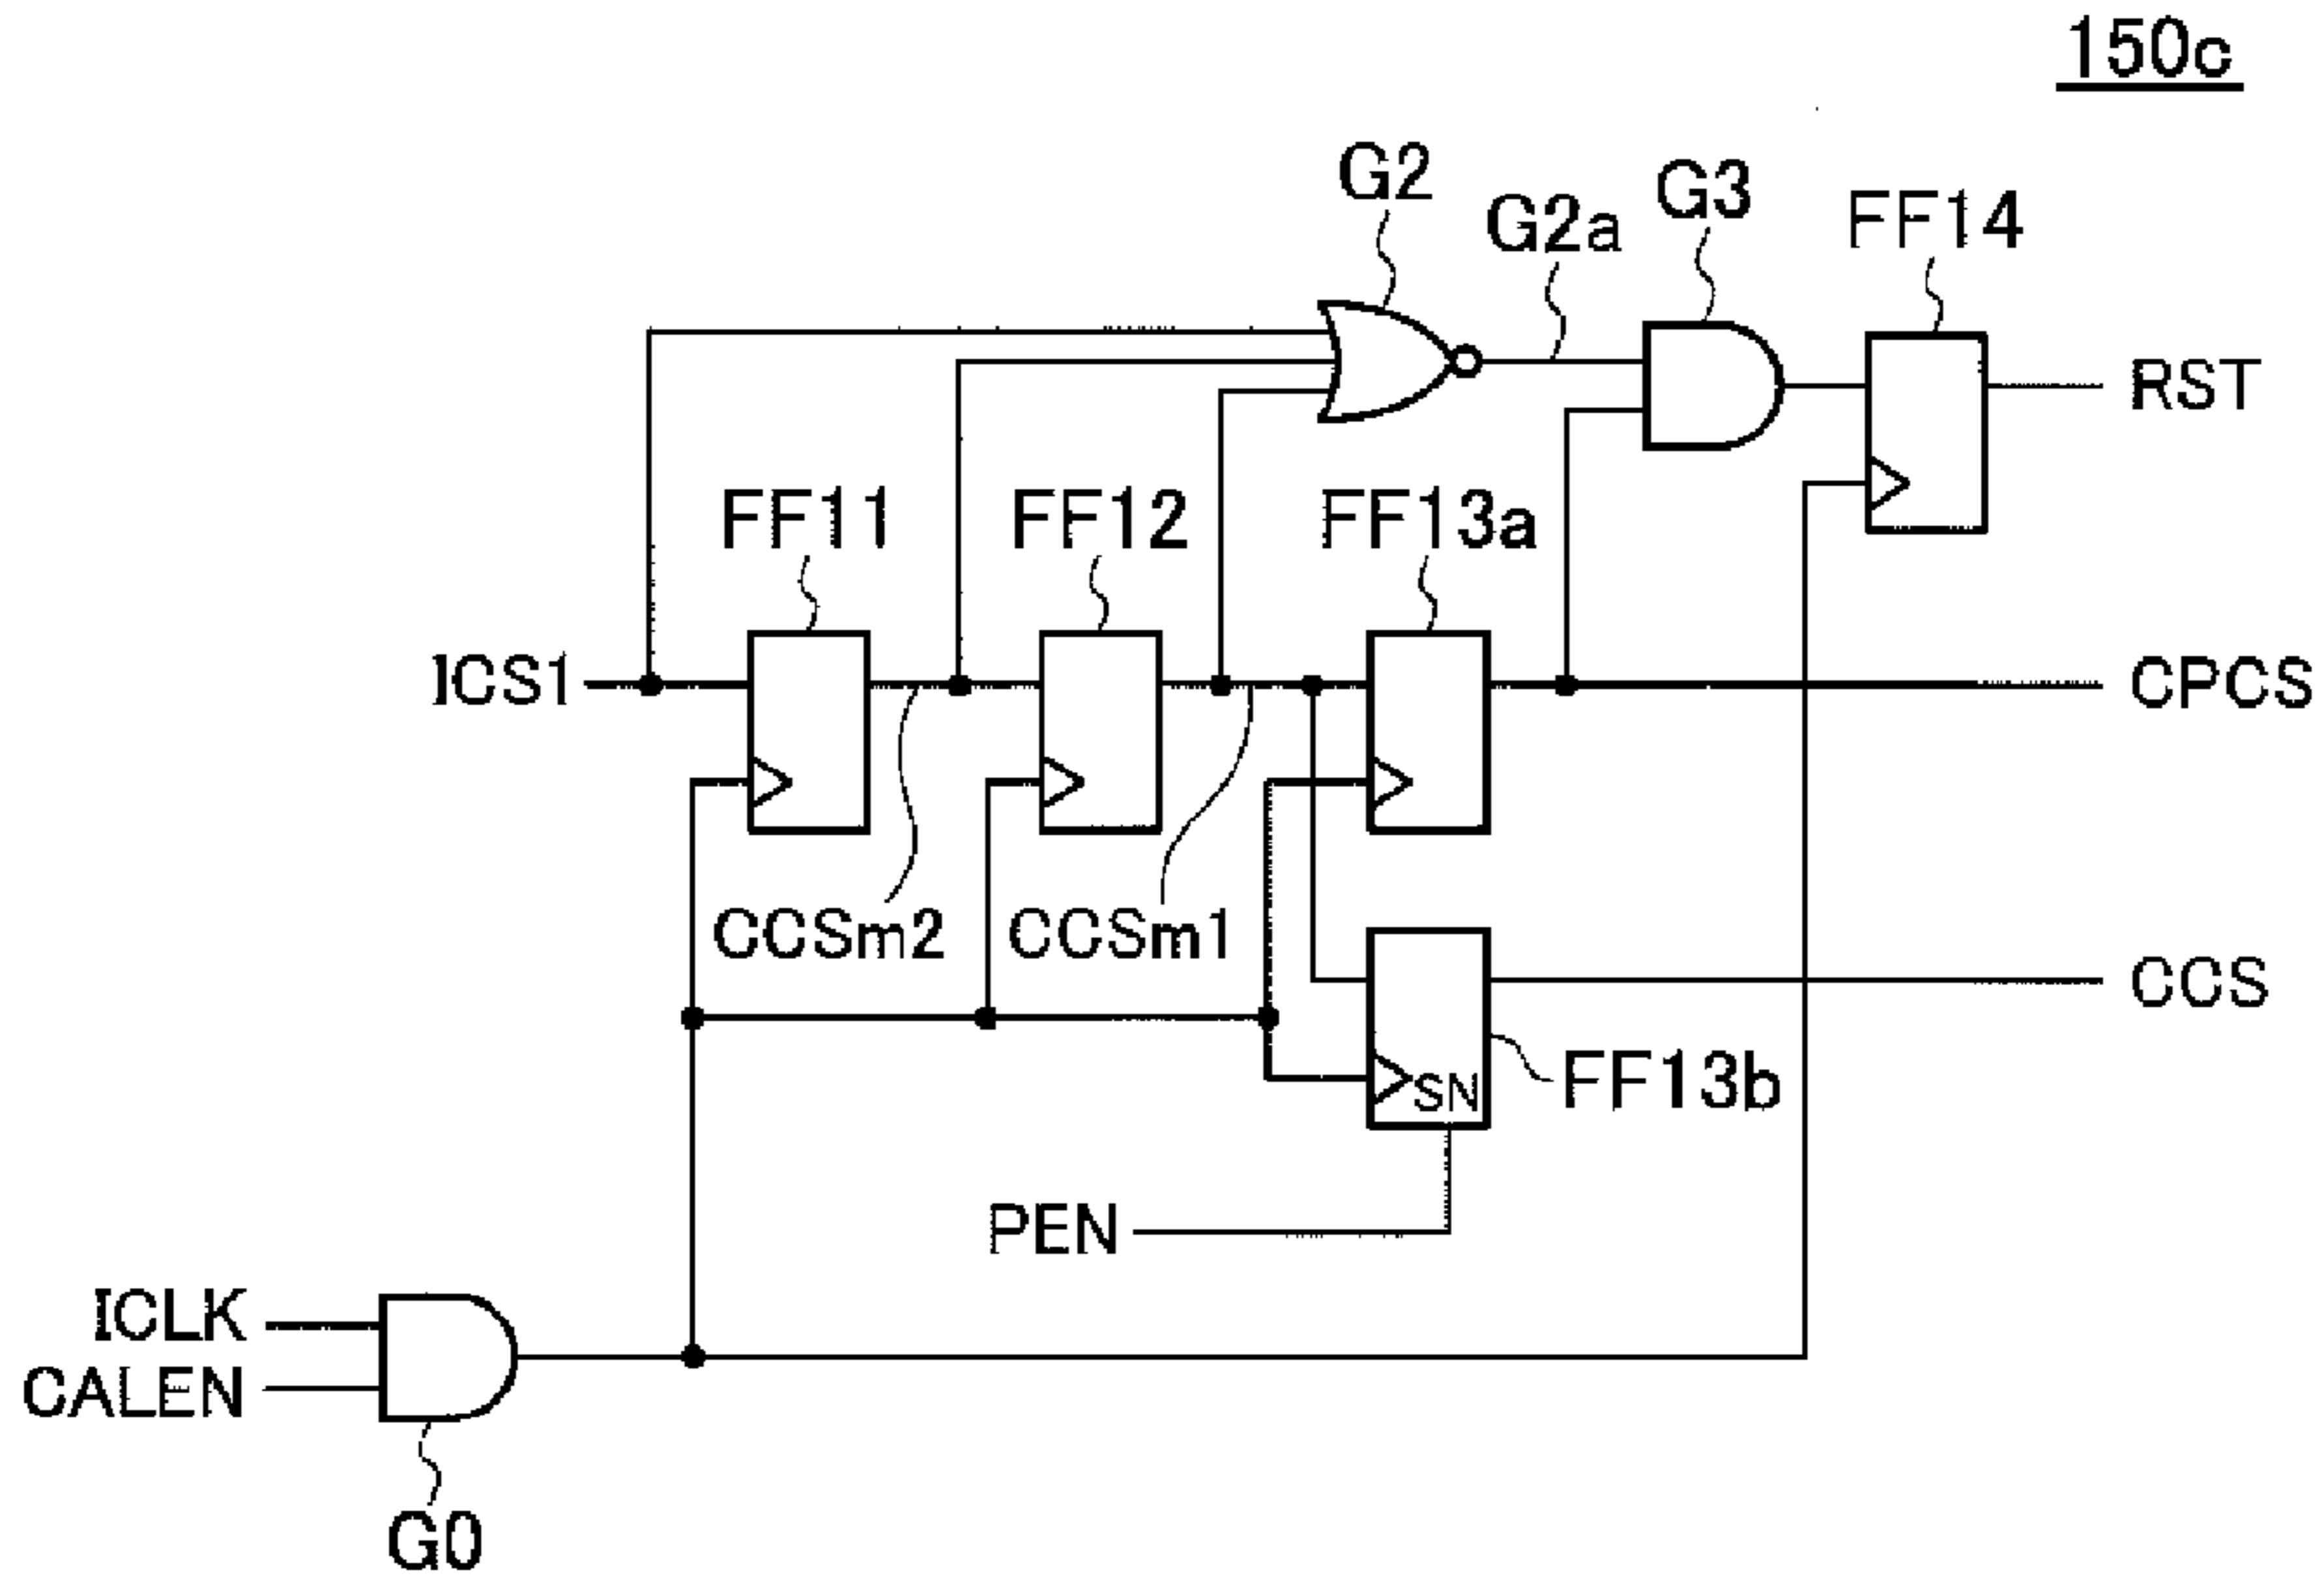 150c
G2
G2a
G3
FF14
RST
FF11
FF12
FF13a
ICS1
CPCS
CCSm2
CCSm1
CCS
SN
FF13b
PEN
ICLK
CALEN
G0